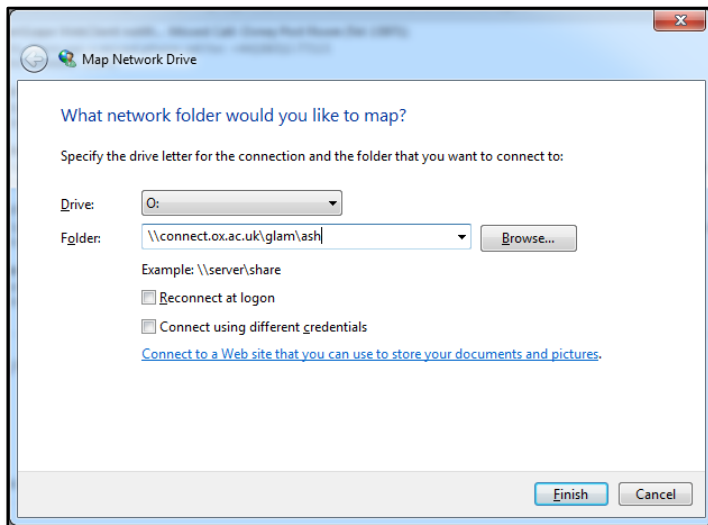 Map Network Drive
What network folder would you like to map?
Specify the drive letter for the connection and the folder that you want to connect to:
Drive: O:
Folder: \\connect.ox.ac.uk\glam\ash Browse...
Example: \\server\share
Reconnect at logon
Connect using different credentials
Connect to a Web site that you can use to store your documents and pictures.
Finish Cancel